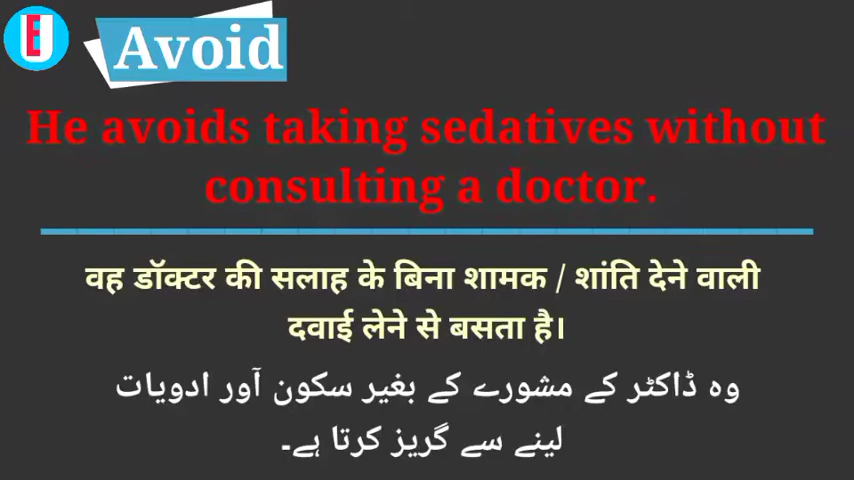 EU
Avoid
He avoids taking sedatives without
consulting a doctor.
वह डॉक्टर की सलाह के बिना शामक / शांति देने वाली
दवाई लेने से बसता है।
وہ ڈاکٹر کے مشورے کے بغیر سکون آور ادویات
لینے سے گریز کرتا ہے۔